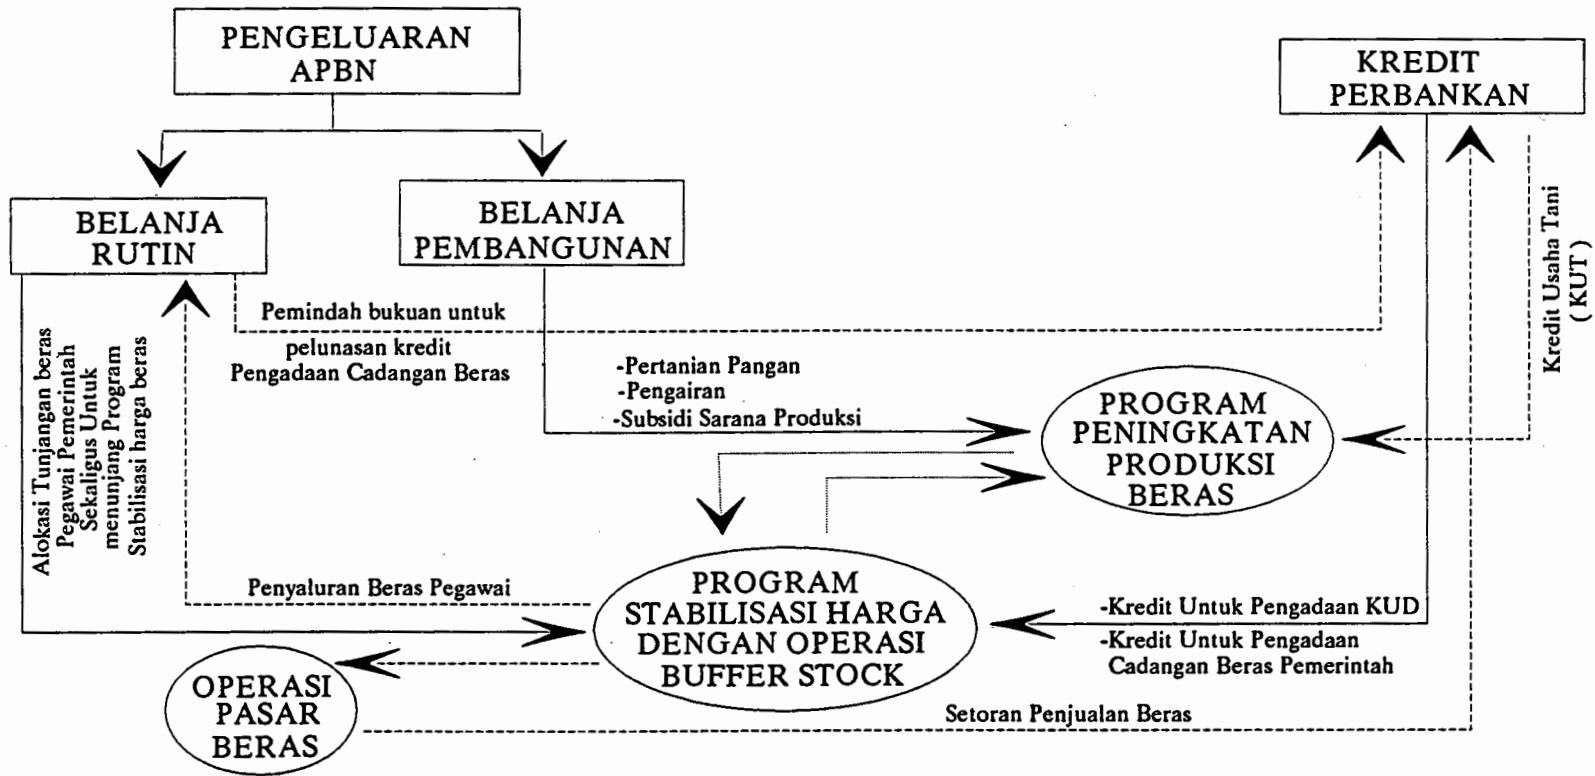 PENGELUARAN
APBN
KREDIT
PERBANKAN
BELANJA
RUTIN
BELANJA
PEMBANGUNAN
Kredit Usaha Tani
( KUT )
Pemindah bukuan untuk
pelunasan kredit
Pengadaan Cadangan Beras
Alokasi Tunjangan beras
Pegawai Pemerintah
Sekaligus Untuk
menunjang Program
Stabilisasi harga beras
-Pertanian Pangan
-Pengairan
-Subsidi Sarana Produksi
PROGRAM
PENINGKATAN
PRODUKSI
BERAS
Penyaluran Beras Pegawai
PROGRAM
STABILISASI HARGA
DENGAN OPERASI
BUFFER STOCK
-Kredit Untuk Pengadaan KUD
-Kredit Untuk Pengadaan
Cadangan Beras Pemerintah
OPERASI
PASAR
BERAS
Setoran Penjualan Beras